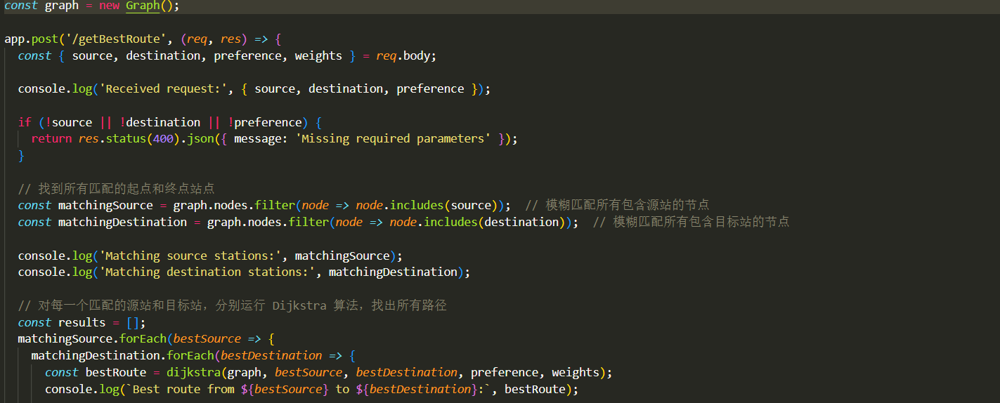 const graph = new Graph();
app.post('/getBestRoute', (req, res) => {
const { source, destination, preference, weights } = req.body;
console.log('Received request:', { source, destination, preference });
if (!source || !destination || !preference) {
return res.status(400).json({ message: 'Missing required parameters' });
}
// 找到所有匹配的起点和终点站点
const matchingSource = graph.nodes.filter(node => node.includes(source));  // 模糊匹配所有包含源站的节点
const matchingDestination = graph.nodes.filter(node => node.includes(destination));  // 模糊匹配所有包含目标站的节点
console.log('Matching source stations:', matchingSource);
console.log('Matching destination stations:', matchingDestination);
// 对每一个匹配的源站和目标站，分别运行 Dijkstra 算法，找出所有路径
const results = [];
matchingSource.forEach(bestSource => {
matchingDestination.forEach(bestDestination => {
const bestRoute = dijkstra(graph, bestSource, bestDestination, preference, weights);
console.log(`Best route from ${bestSource} to ${bestDestination}:`, bestRoute);